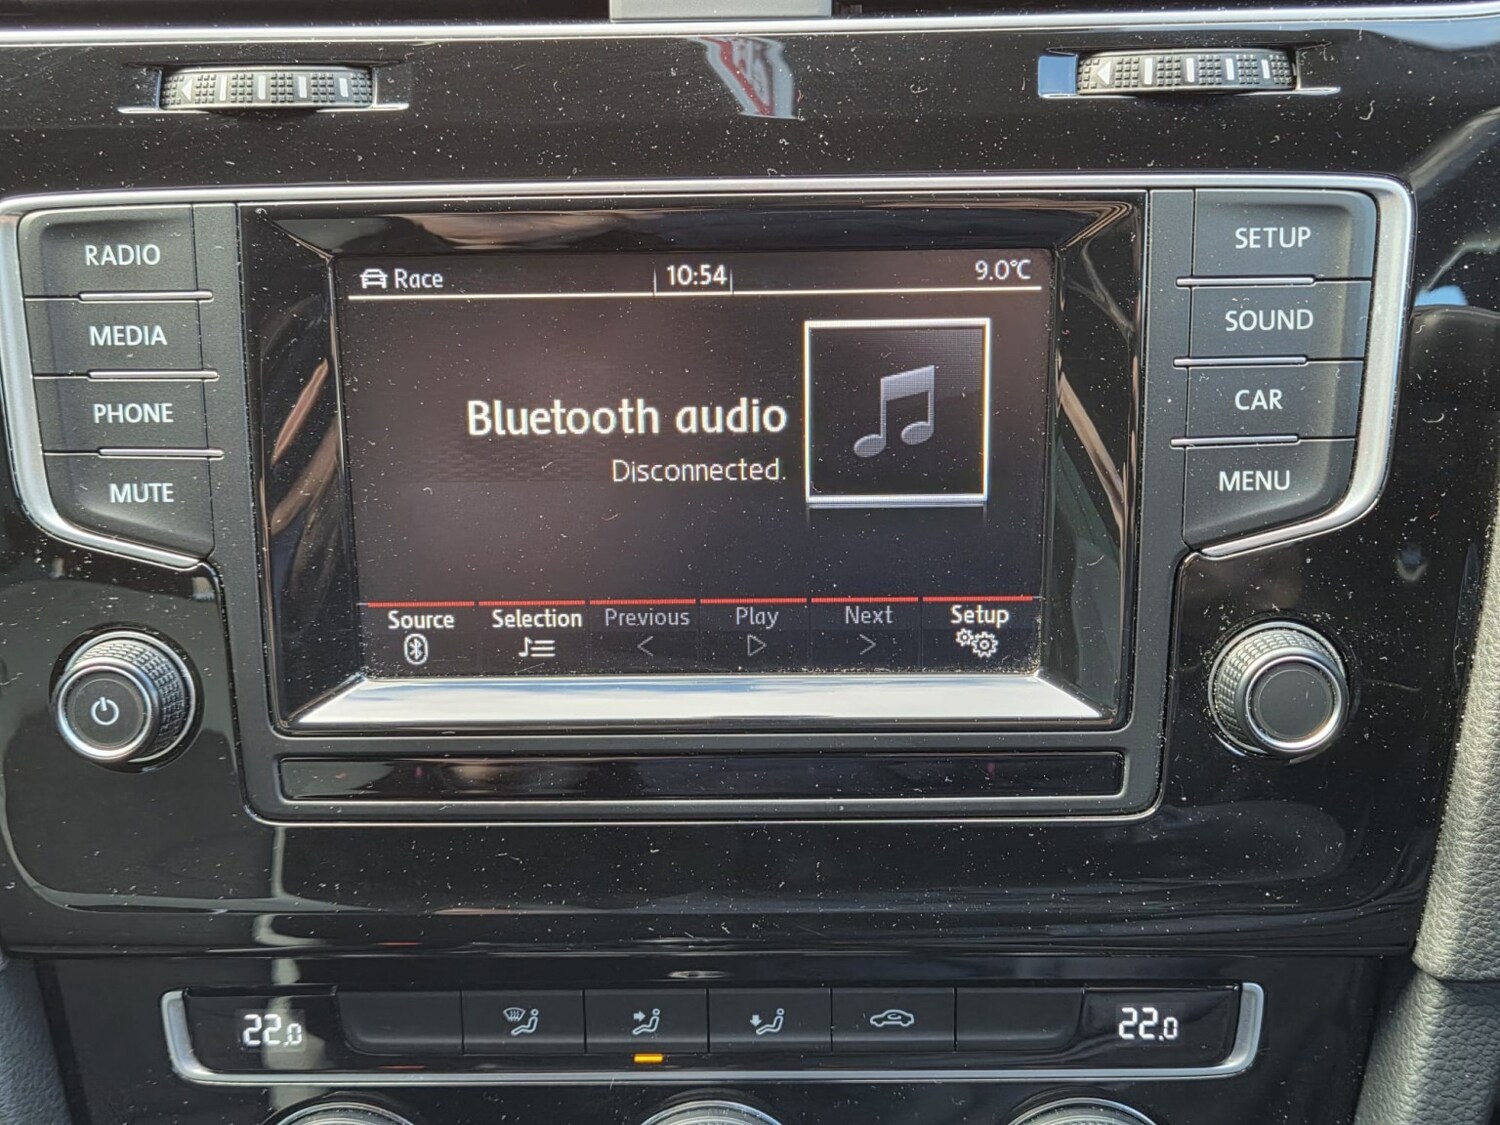 RADIO
MEDIA
PHONE
MUTE
Race
10:54
9.0°C
Bluetooth audio
Disconnected.
Source
Selection
Previous
Play
Next
Setup
SETUP
SOUND
CAR
MENU
22.0
22.0